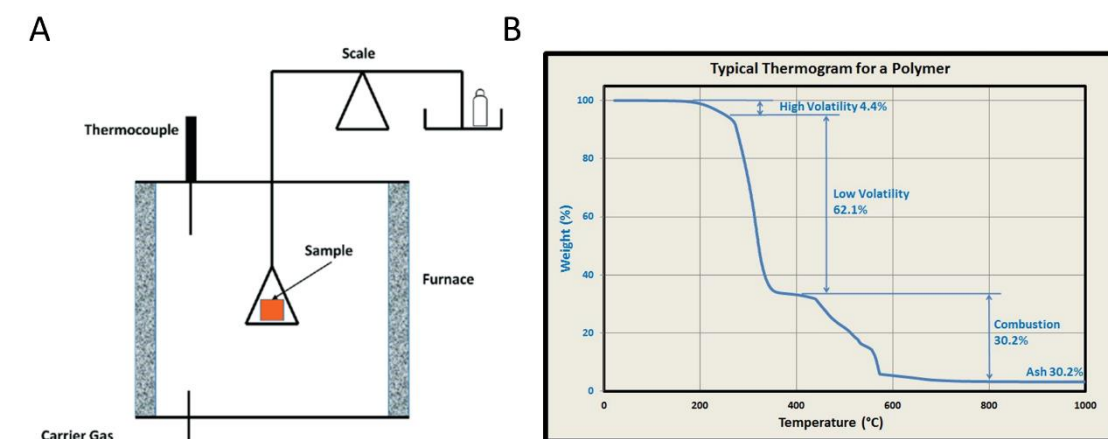 A
Scale
Thermocouple
Sample
Furnace
Carrier Gas
B
Typical Thermogram for a Polymer
Weight (%)
100
80
60
40
20
0
High Volatility 4.4%
Low Volatility
62.1%
Combustion
30.2%
Ash 30.2%
0
200
400
600
800
1000
Temperature (°C)